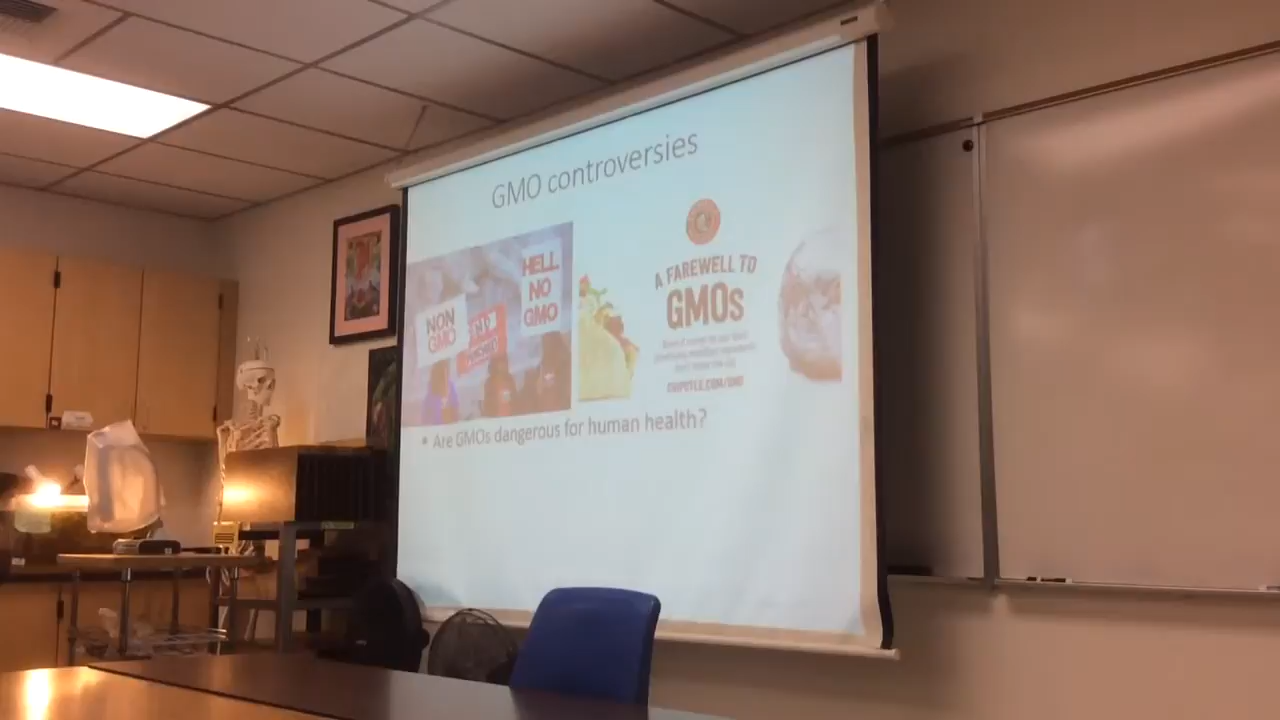 GMO controversies
NON
GMO
HELL
NO
GMO
A FAREWELL TO
GMOs
CHIPOTLE.COM/GMO
• Are GMOs dangerous for human health?